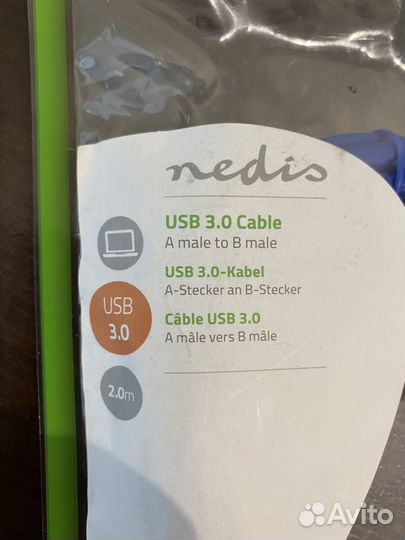 nedis
USB 3.0 Cable
A male to B male
USB 3.0-Kabel
A-Stecker an B-Stecker
USB
3.0
Câble USB 3.0
A mâle vers B mâle
2.0m
Avito